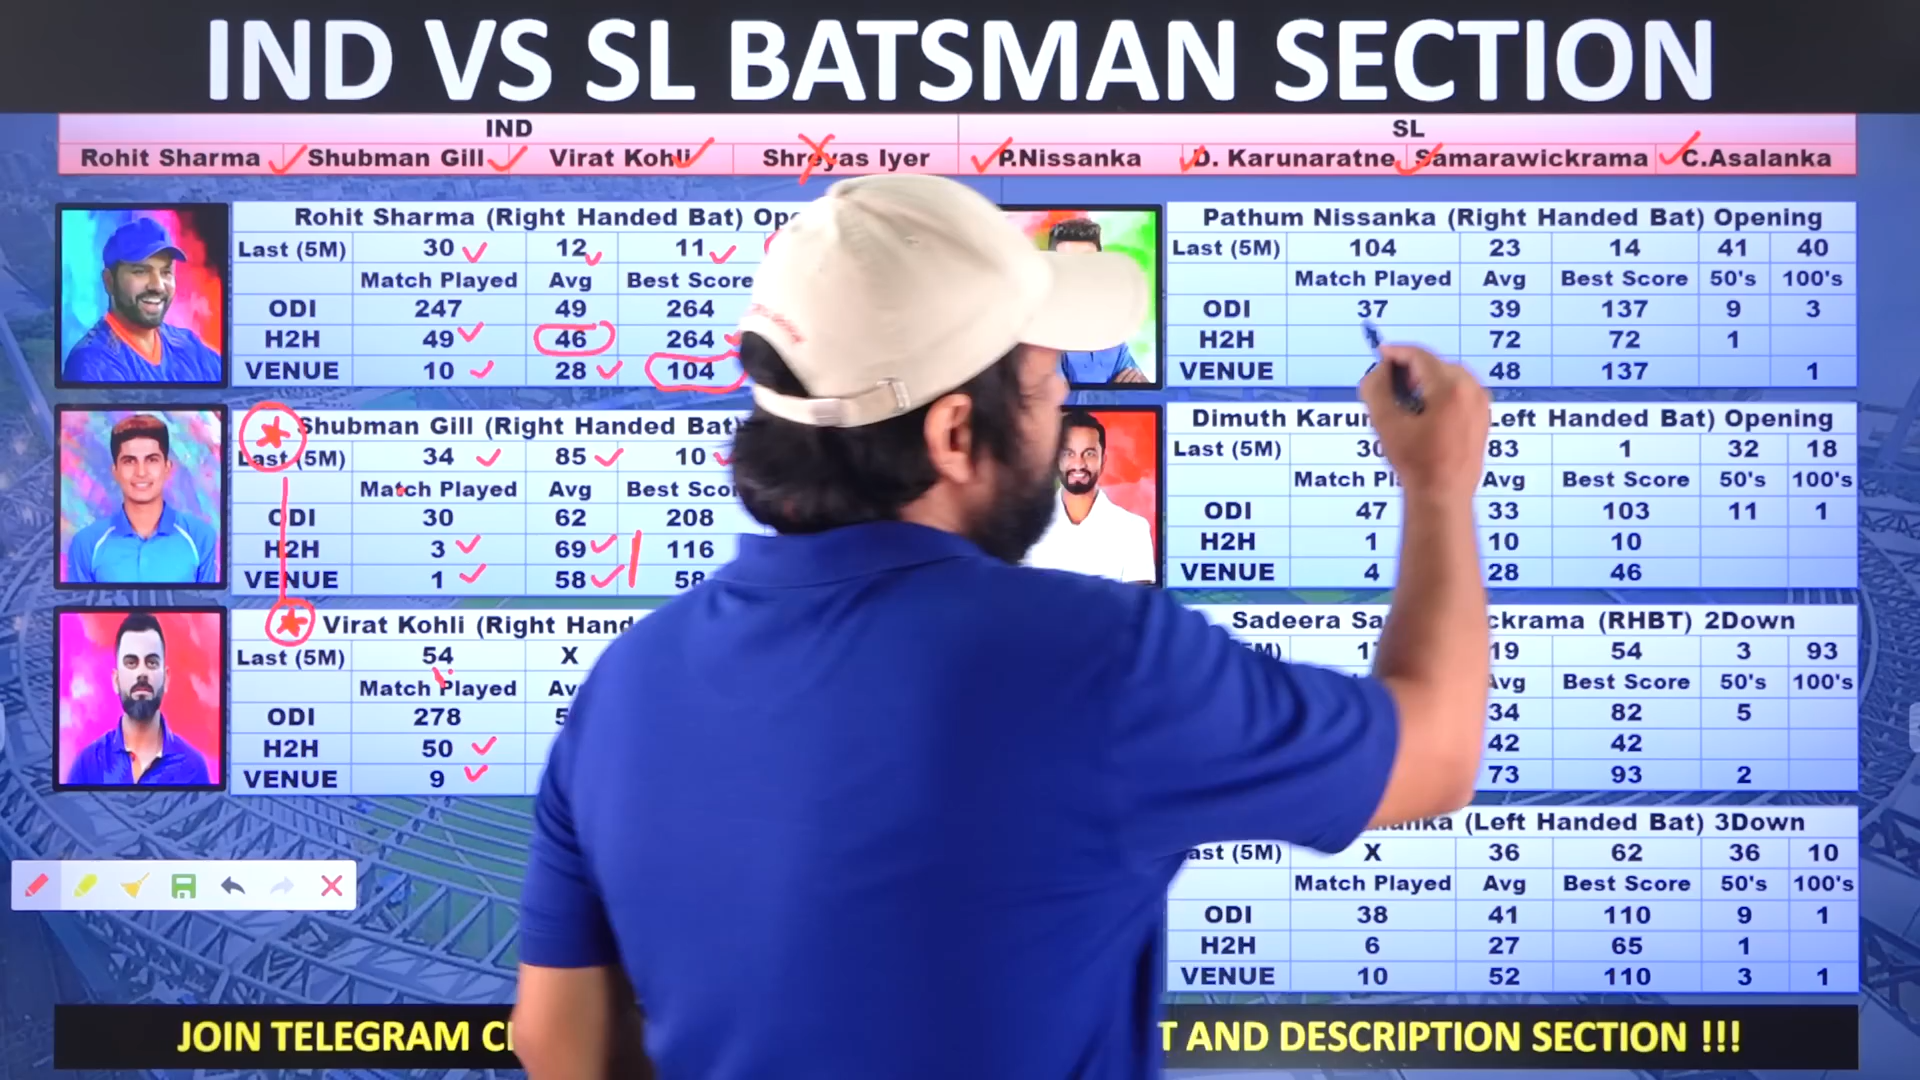 IND VS SL BATSMAN SECTION
IND SL
Rohit Sharma Shubman Gill Virat Kohli Shreyas Iyer P.Nissanka D. Karunaratne Samarawickrama C.Asalanka
Rohit Sharma (Right Handed Bat)
Last (5M) 30 12 11
Match Played Avg Best Score
ODI 247 49 264
H2H 49 46 264
VENUE 10 28 104
Shubman Gill (Right Handed Bat)
Last (5M) 34 85 10
Match Played Avg Best
ODI 30 62 208
H2H 3 69 116
VENUE 1 58 58
Virat Kohli (Right
Last (5M) 54 X
Match Played
ODI 278
H2H 50
VENUE 9
Pathum Nissanka (Right Handed Bat) Opening
Last (5M) 104 23 14 41 40
Match Played Avg Best Score 50's 100's
ODI 37 39 137 9 3
H2H 72 72 1
VENUE 48 137 1
Dimuth Left Handed Bat) Opening
Last (5M) 30 83 1 32 18
Match Avg Best Score 50's 100's
ODI 47 33 103 11 1
H2H 1 10 10
VENUE 4 28 46
Sadeera (RHBT) 2Down
19 54 3 93
Avg Best Score 50's 100's
34 82 5
42 42
73 93 2
(Left Handed Bat) 3Down
Last (5M) X 36 62 36 10
Match Played Avg Best Score 50's 100's
ODI 38 41 110 9 1
H2H 6 27 65 1
VENUE 10 52 110 3 1
JOIN TELEGRAM AND DESCRIPTION SECTION !!!